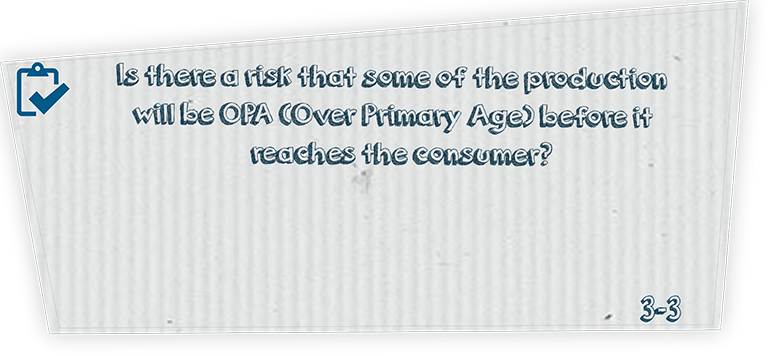 Is there a risk that some of the production
will be OPA (Over Primary Age) before it
reaches the consumer?
3-3